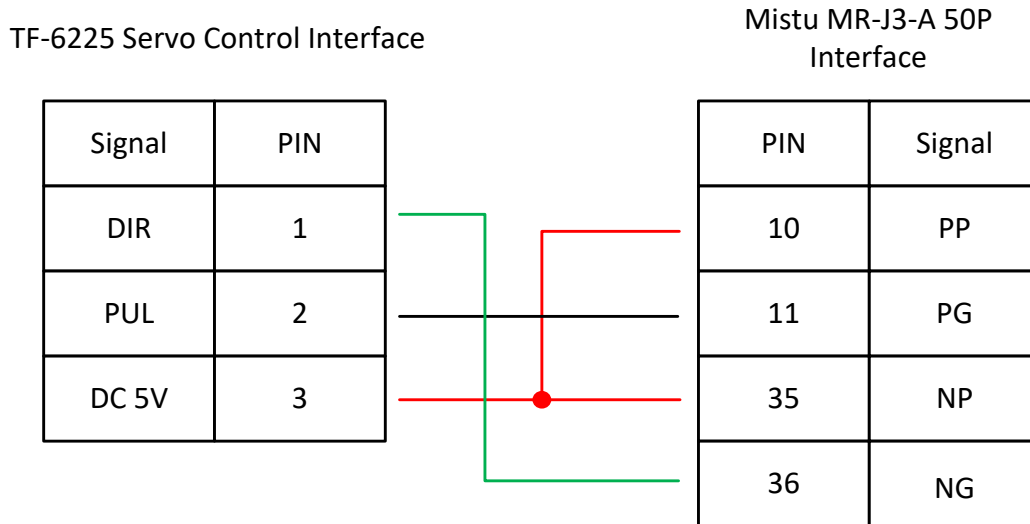 TF-6225 Servo Control Interface
Mistu MR-J3-A 50P
Interface
Signal PIN
DIR 1
PUL 2
DC 5V 3
PIN Signal
10 PP
11 PG
35 NP
36 NG